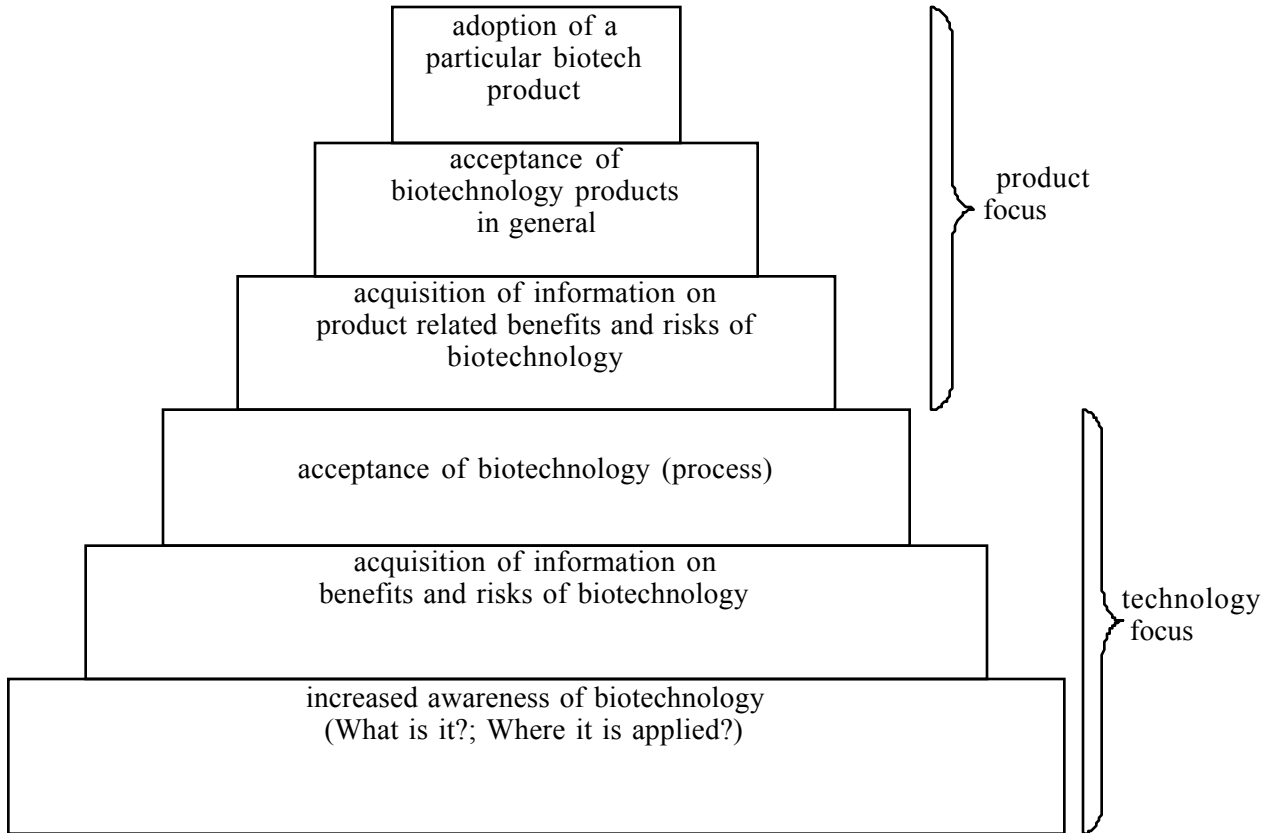 adoption of a
particular biotech
product
acceptance of
biotechnology products
in general
product
focus
acquisition of information on
product related benefits and risks of
biotechnology
acceptance of biotechnology (process)
acquisition of information on
benefits and risks of biotechnology
technology
focus
increased awareness of biotechnology
(What is it?; Where it is applied?)